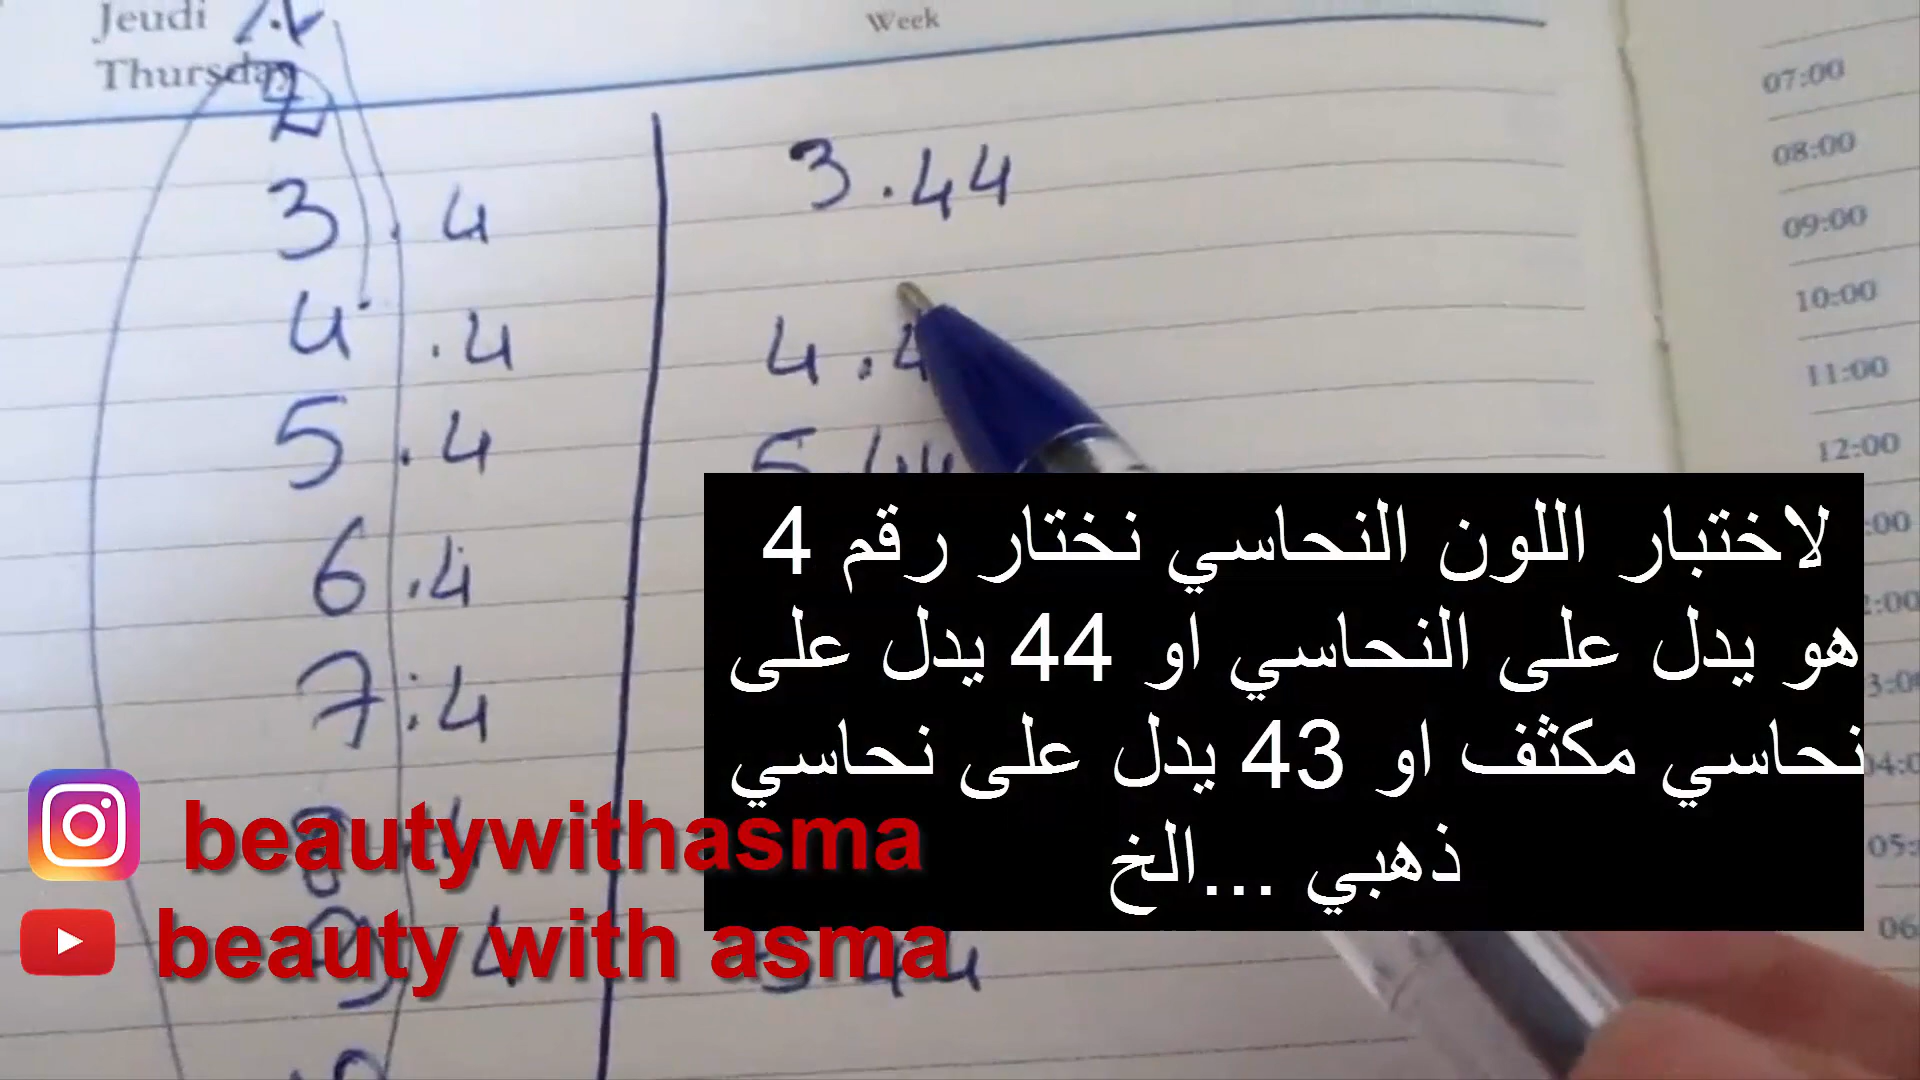 Jeudi
Thursday
Week
2
3 . 4
4 . 4
5 . 4
6 . 4
7 . 4
3.44
4.4
07:00
08:00
09:00
10:00
11:00
12:00
لاختبار اللون النحاسي نختار رقم 4
هو يدل على النحاسي او 44 يدل على
نحاسي مكثف او 43 يدل على نحاسي
ذهبي ...الخ
beautywithasma
beauty with asma